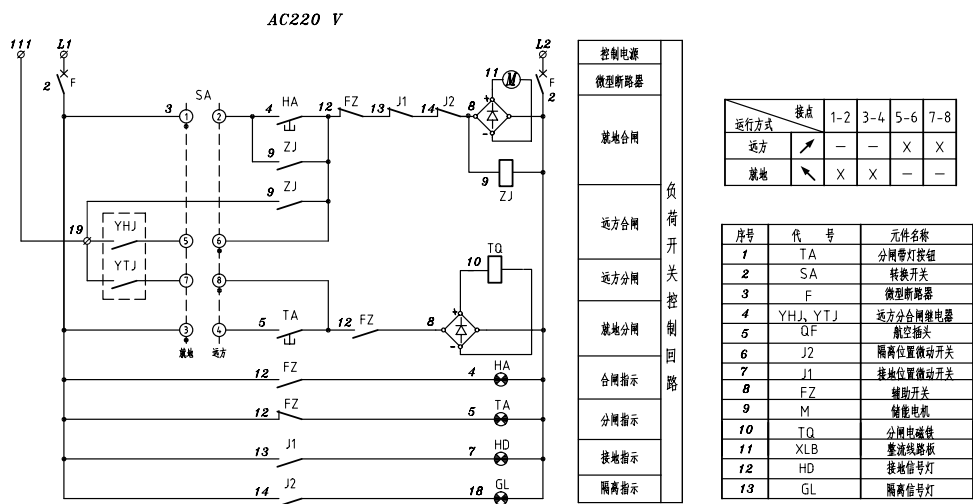 AC220 V
111
L1
L2
2
F
SA
3
1
2
4
HA
12
FZ
13
J1
14
J2
8
11
M
F
2
+
-
9
ZJ
9
ZJ
9
ZJ
19
YHJ
5
6
YTJ
7
8
TQ
10
+
-
3
4
就地
远方
5
TA
12
FZ
8
12
FZ
4
HA
12
FZ
5
TA
13
J1
7
HD
14
J2
18
GL
控制电源
微型断路器
就地合闸
远方合闸
远方分闸
就地分闸
合闸指示
分闸指示
接地指示
隔离指示
负荷开关控制回路
运行方式 接点 1-2 3-4 5-6 7-8
远方 － － X X
就地 X X － －
序号 代 号 元件名称
1 TA 分闸带灯按钮
2 SA 转换开关
3 F 微型断路器
4 YHJ、YTJ 远方分合闸继电器
5 QF 航空插头
6 J2 隔离位置微动开关
7 J1 接地位置微动开关
8 FZ 辅助开关
9 M 储能电机
10 TQ 分闸电磁铁
11 XLB 整流线路板
12 HD 接地信号灯
13 GL 隔离信号灯